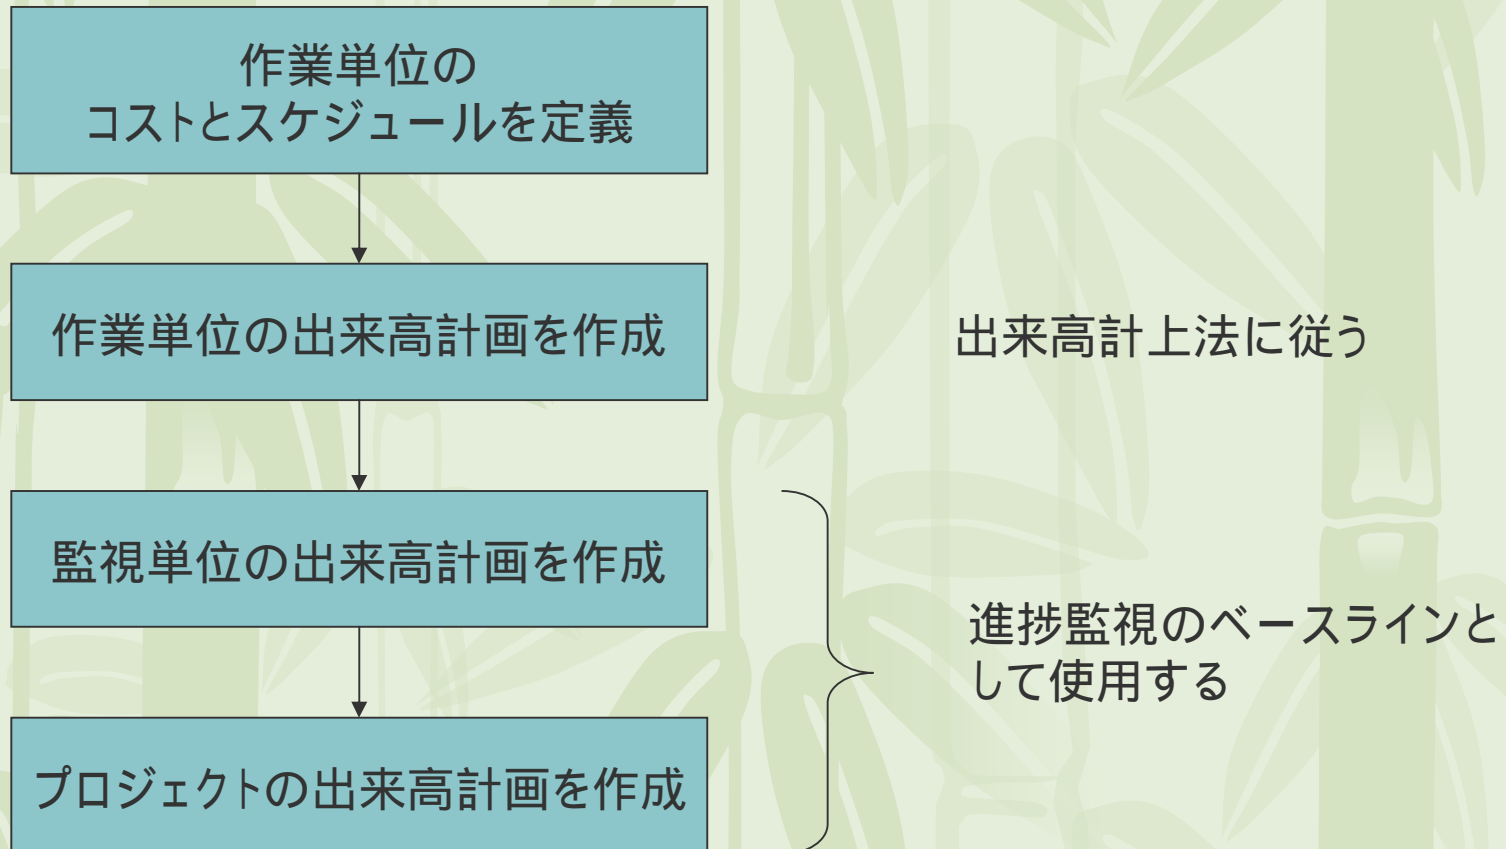 作業単位の
コストとスケジュールを定義
作業単位の出来高計画を作成
出来高計上法に従う
監視単位の出来高計画を作成
進捗監視のベースラインと
して使用する
プロジェクトの出来高計画を作成